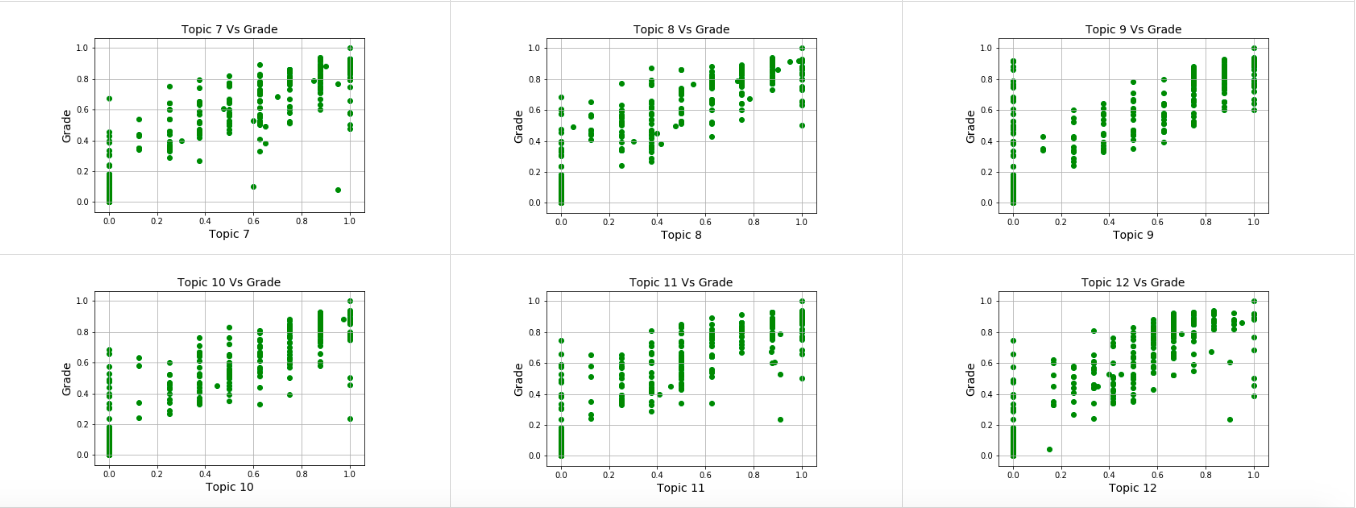 Topic 7 Vs Grade
1.0
0.8
0.6
0.4
0.2
0.0
Grade
0.0 0.2 0.4 0.6 0.8 1.0
Topic 7
Topic 8 Vs Grade
1.0
0.8
0.6
0.4
0.2
0.0
Grade
0.0 0.2 0.4 0.6 0.8 1.0
Topic 8
Topic 9 Vs Grade
1.0
0.8
0.6
0.4
0.2
0.0
Grade
0.0 0.2 0.4 0.6 0.8 1.0
Topic 9
Topic 10 Vs Grade
1.0
0.8
0.6
0.4
0.2
0.0
Grade
0.0 0.2 0.4 0.6 0.8 1.0
Topic 10
Topic 11 Vs Grade
1.0
0.8
0.6
0.4
0.2
0.0
Grade
0.0 0.2 0.4 0.6 0.8 1.0
Topic 11
Topic 12 Vs Grade
1.0
0.8
0.6
0.4
0.2
0.0
Grade
0.0 0.2 0.4 0.6 0.8 1.0
Topic 12